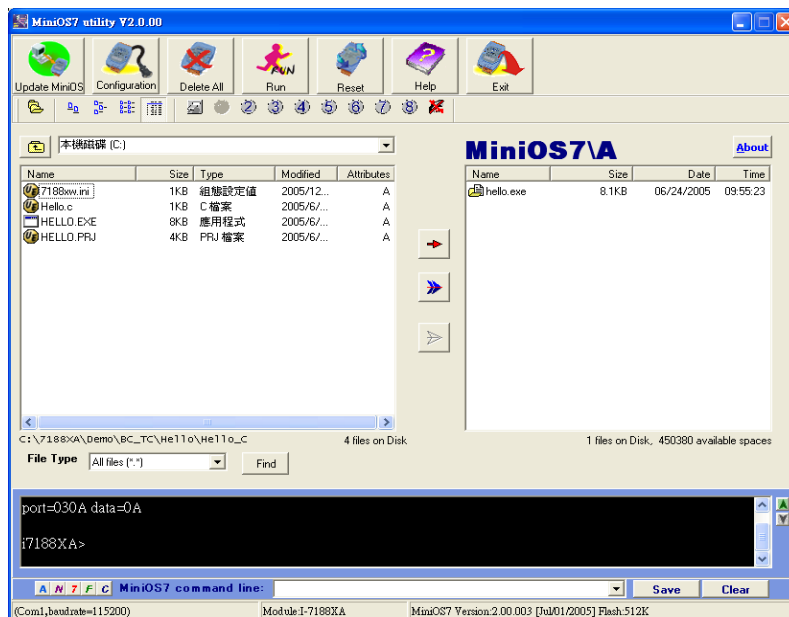 MiniOS7 utility V2.0.00
Update MiniOS Configuration Delete All Run Reset Help Exit
本機磁碟 (C:)
MiniOS7\A
About
Name Size Type Modified Attributes
7188xw.ini 1KB 組態設定值 2005/12... A
Hello.c 1KB C 檔案 2005/6/... A
HELLO.EXE 8KB 應用程式 2005/6/... A
HELLO.PRJ 4KB PRJ 檔案 2005/6/... A
Name Size Date Time
hello.exe 8.1KB 06/24/2005 09:55:23
C:\7188XA\Demo\BC_TC\Hello\Hello_C
4 files on Disk
1 files on Disk, 450380 available spaces
File Type
All files (*.*)
Find
port=030A data=0A
i7188XA>
A N 7 F C MiniOS7 command line:
Save Clear
(Com1,baudrate=115200) Module:I-7188XA MiniOS7 Version:2.00.003 [Jul/01/2005] Flash:512K